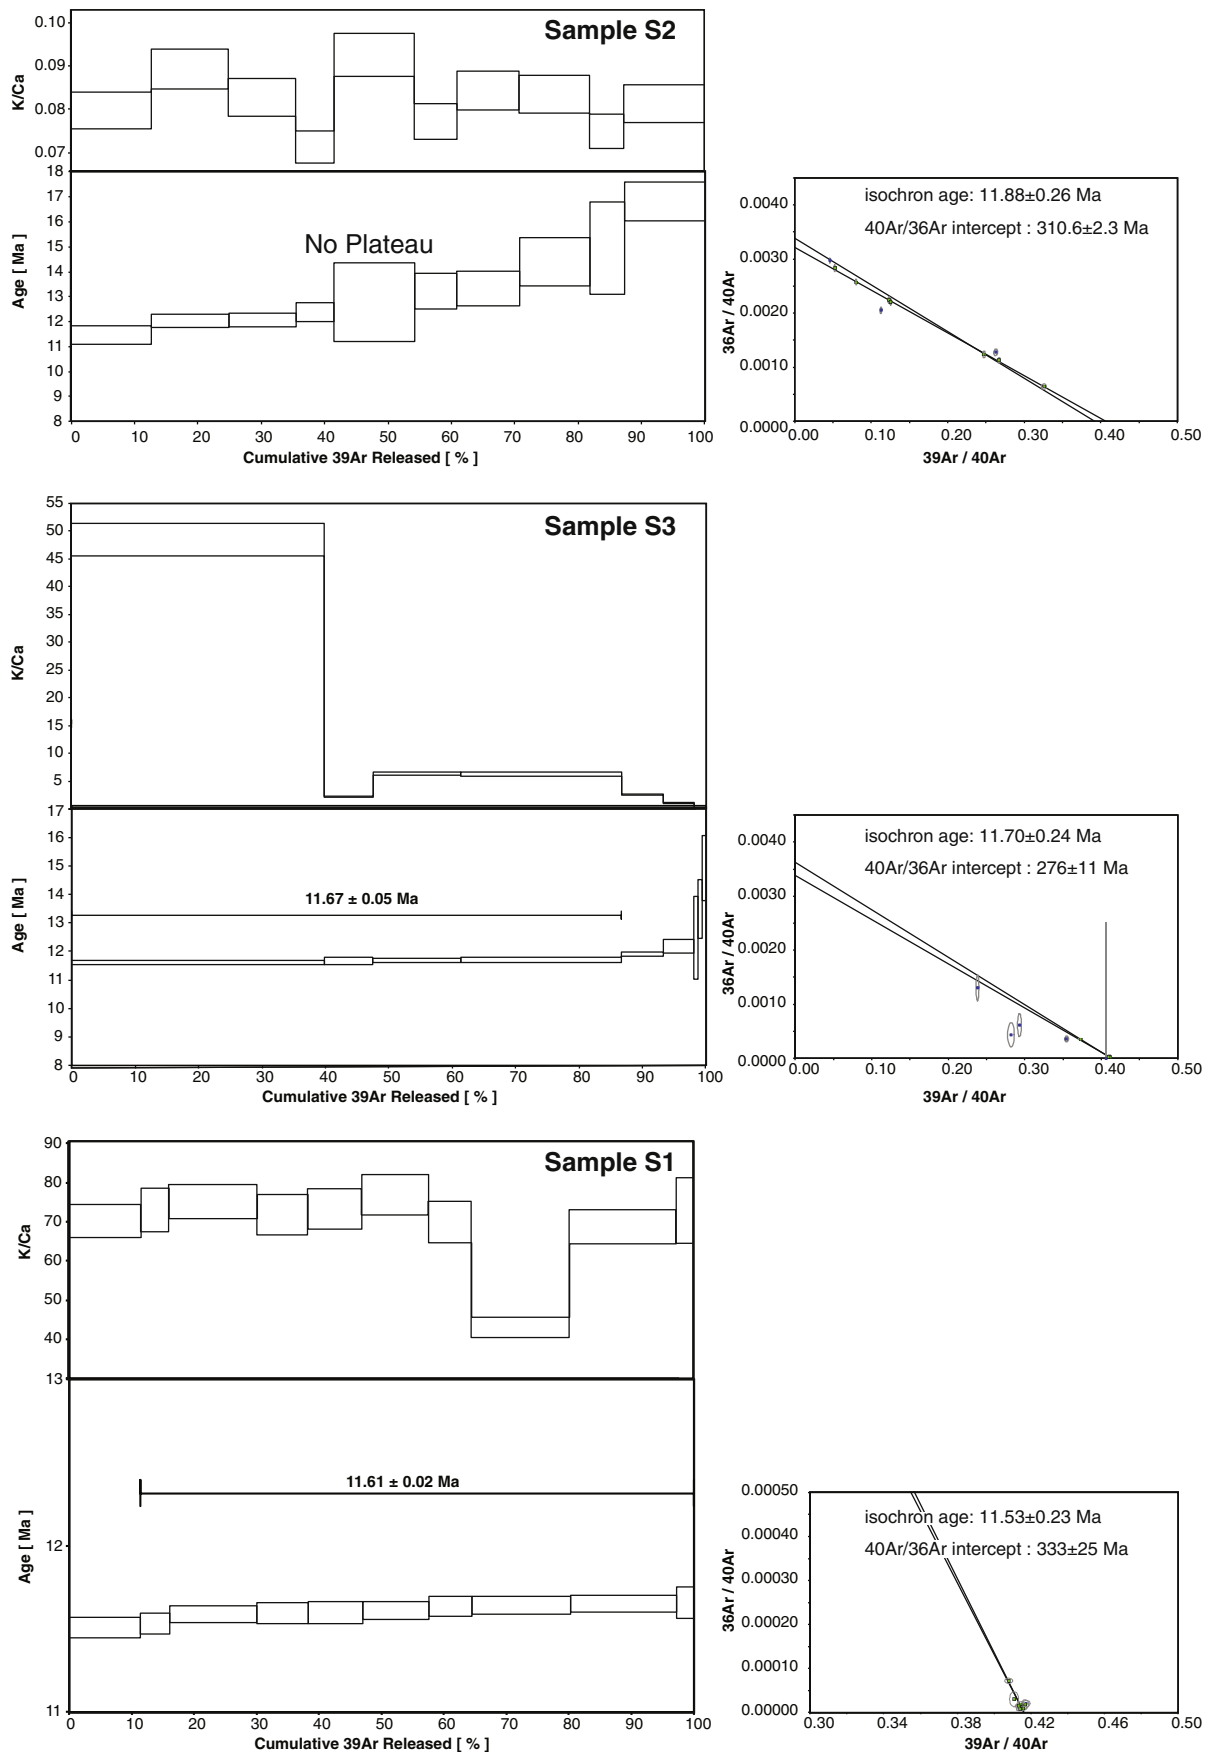 Sample S2
K/Ca
0.10
0.09
0.08
0.07
Age [ Ma ]
18
17
16
15
14
13
12
11
10
9
8
No Plateau
0 10 20 30 40 50 60 70 80 90 100
Cumulative 39Ar Released [ % ]
isochron age: 11.88±0.26 Ma
40Ar/36Ar intercept : 310.6±2.3 Ma
36Ar / 40Ar
0.0040
0.0030
0.0020
0.0010
0.0000
0.00 0.10 0.20 0.30 0.40 0.50
39Ar / 40Ar
Sample S3
K/Ca
55
50
45
40
35
30
25
20
15
10
5
Age [ Ma ]
17
16
15
14
13
12
11
10
9
8
11.67 ± 0.05 Ma
0 10 20 30 40 50 60 70 80 90 100
Cumulative 39Ar Released [ % ]
isochron age: 11.70±0.24 Ma
40Ar/36Ar intercept : 276±11 Ma
36Ar / 40Ar
0.0040
0.0030
0.0020
0.0010
0.0000
0.00 0.10 0.20 0.30 0.40 0.50
39Ar / 40Ar
Sample S1
K/Ca
90
80
70
60
50
40
Age [ Ma ]
13
12
11
11.61 ± 0.02 Ma
0 10 20 30 40 50 60 70 80 90 100
Cumulative 39Ar Released [ % ]
isochron age: 11.53±0.23 Ma
40Ar/36Ar intercept : 333±25 Ma
36Ar / 40Ar
0.00050
0.00040
0.00030
0.00020
0.00010
0.00000
0.30 0.34 0.38 0.42 0.46 0.50
39Ar / 40Ar